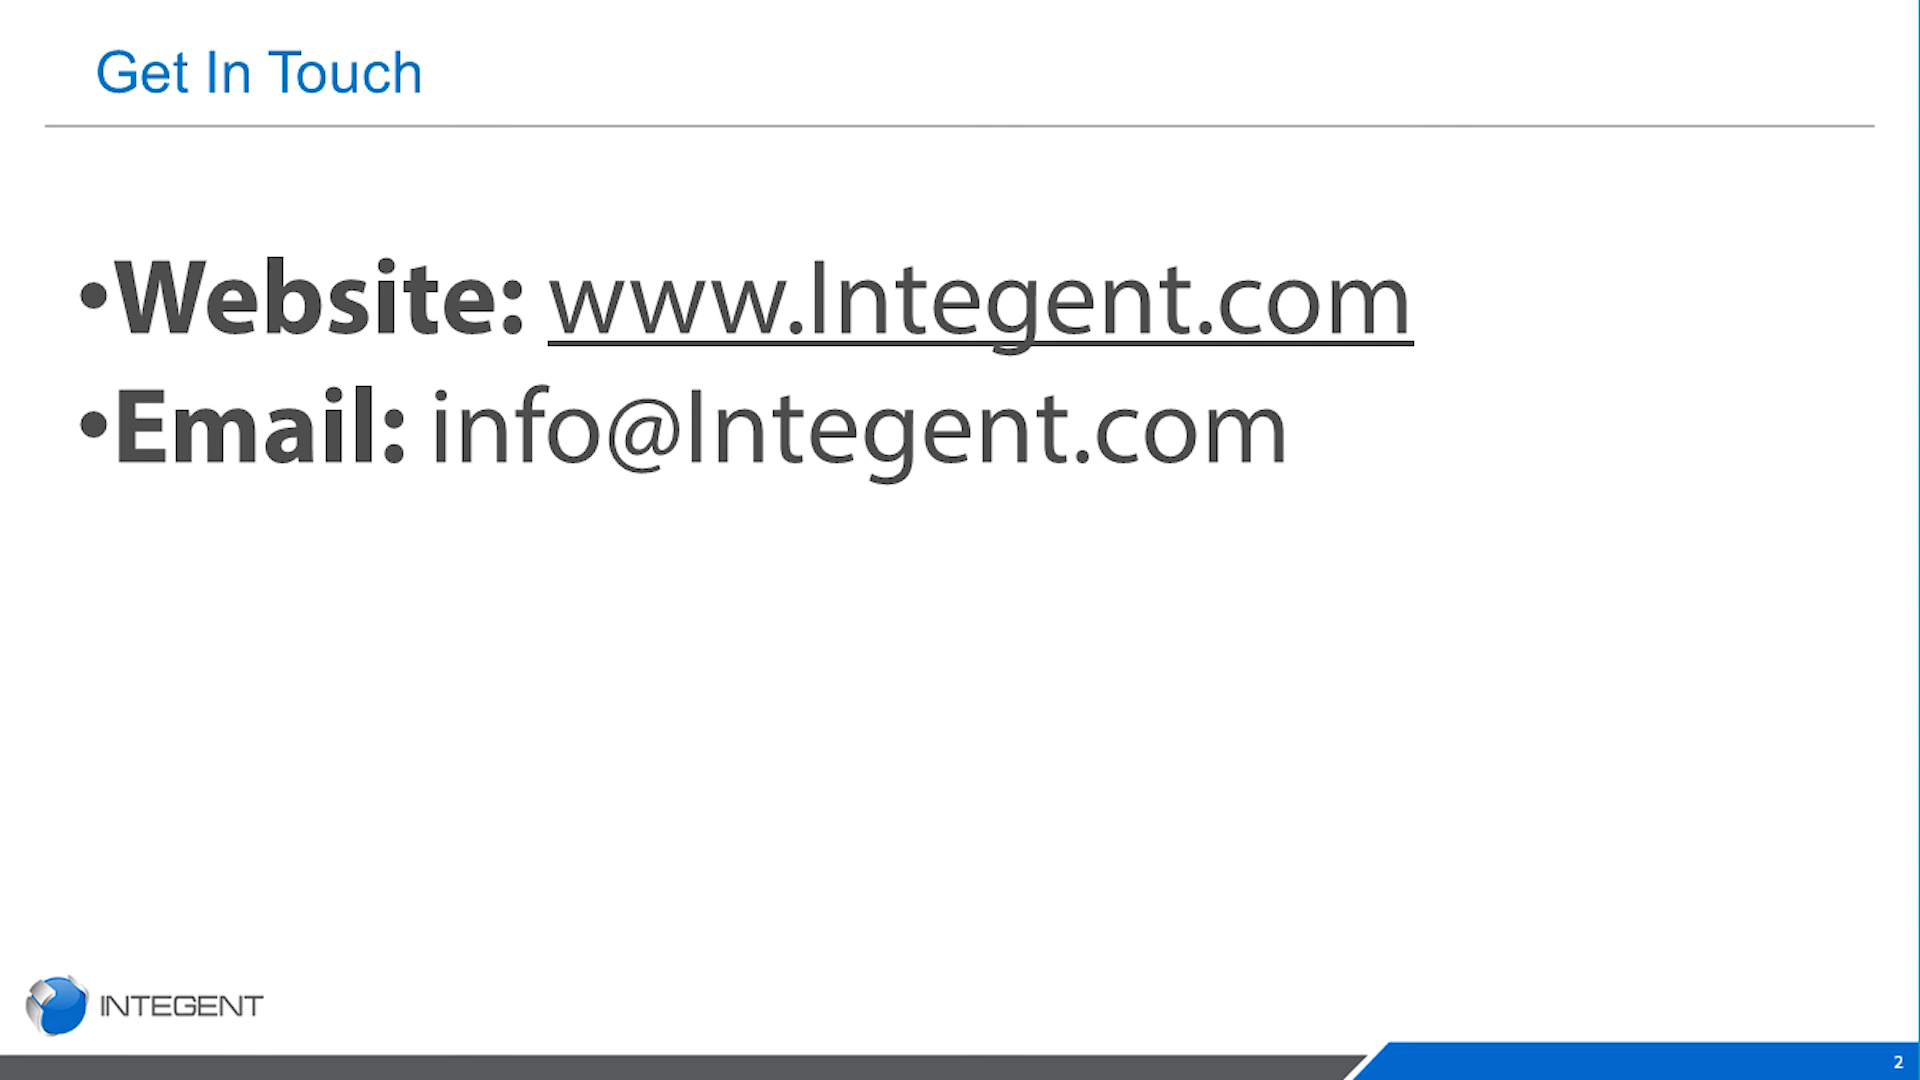 Get In Touch
•Website: www.Integent.com
•Email: info@Integent.com
INTEGENT
2